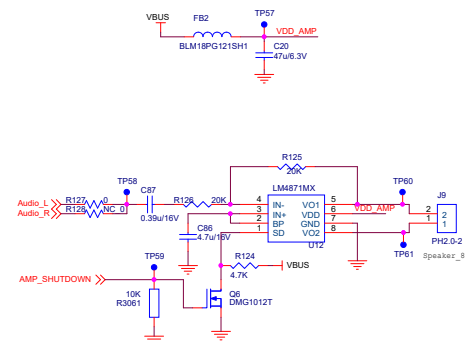 VBUS
FB2
BLM18PG121SH1
TP57
VDD_AMP
C20
47u/6.3V
R125
20K
LM4871MX
TP58
Audio_L
R127
0
Audio_R
R128
NC_0
C87
0.39u/16V
R126
20K
4
IN-
VO1
5
3
IN+
VDD
6
VDD_AMP
2
BP
GND
7
1
SD
VO2
8
U12
TP60
J9
2
2
1
1
PH2.0-2
Speaker_8
TP61
C86
4.7u/16V
R124
4.7K
VBUS
TP59
AMP_SHUTDOWN
10K
R3061
Q6
DMG1012T